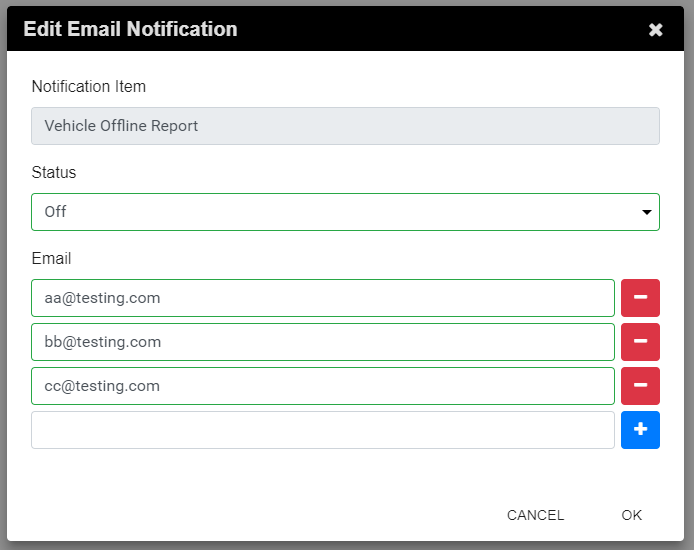 Edit Email Notification
Notification Item
Vehicle Offline Report
Status
Off
Email
aa@testing.com
bb@testing.com
cc@testing.com
CANCEL OK